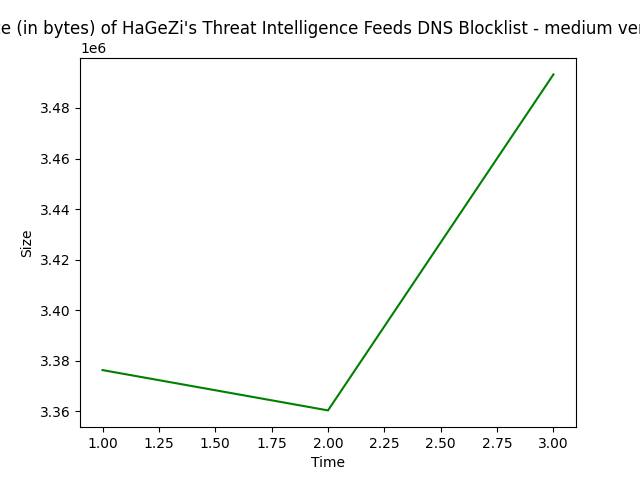 (in bytes) of HaGeZi's Threat Intelligence Feeds DNS Blocklist - medium
1e6
3.48
3.46
3.44
3.42
3.40
3.38
3.36
Size
1.00 1.25 1.50 1.75 2.00 2.25 2.50 2.75 3.00
Time